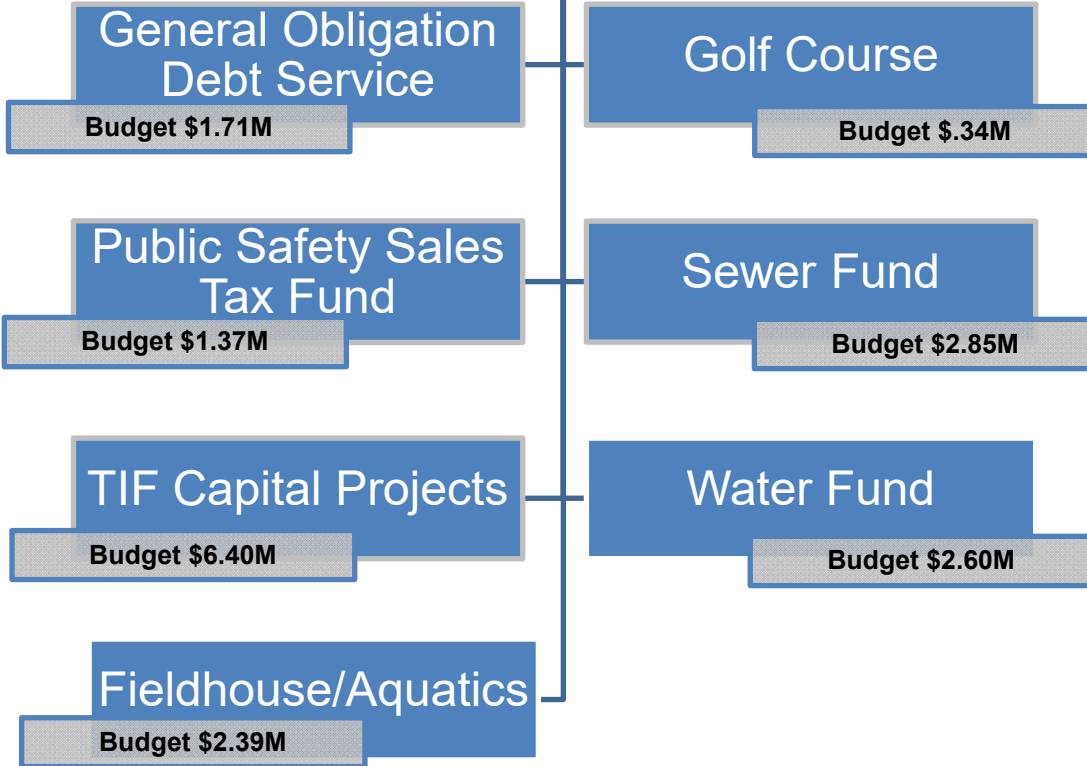 General Obligation
Debt Service
Budget $1.71M
Golf Course
Budget $.34M
Public Safety Sales
Tax Fund
Budget $1.37M
Sewer Fund
Budget $2.85M
TIF Capital Projects
Budget $6.40M
Water Fund
Budget $2.60M
Fieldhouse/Aquatics
Budget $2.39M